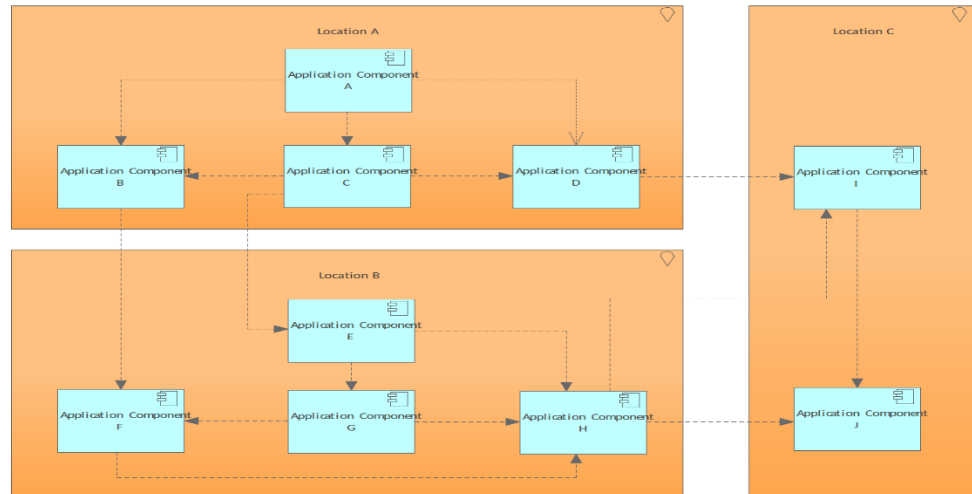 Location A
Application Component
A
Application Component
B
Application Component
C
Application Component
D
Location B
Application Component
E
Application Component
F
Application Component
G
Application Component
H
Location C
Application Component
I
Application Component
J